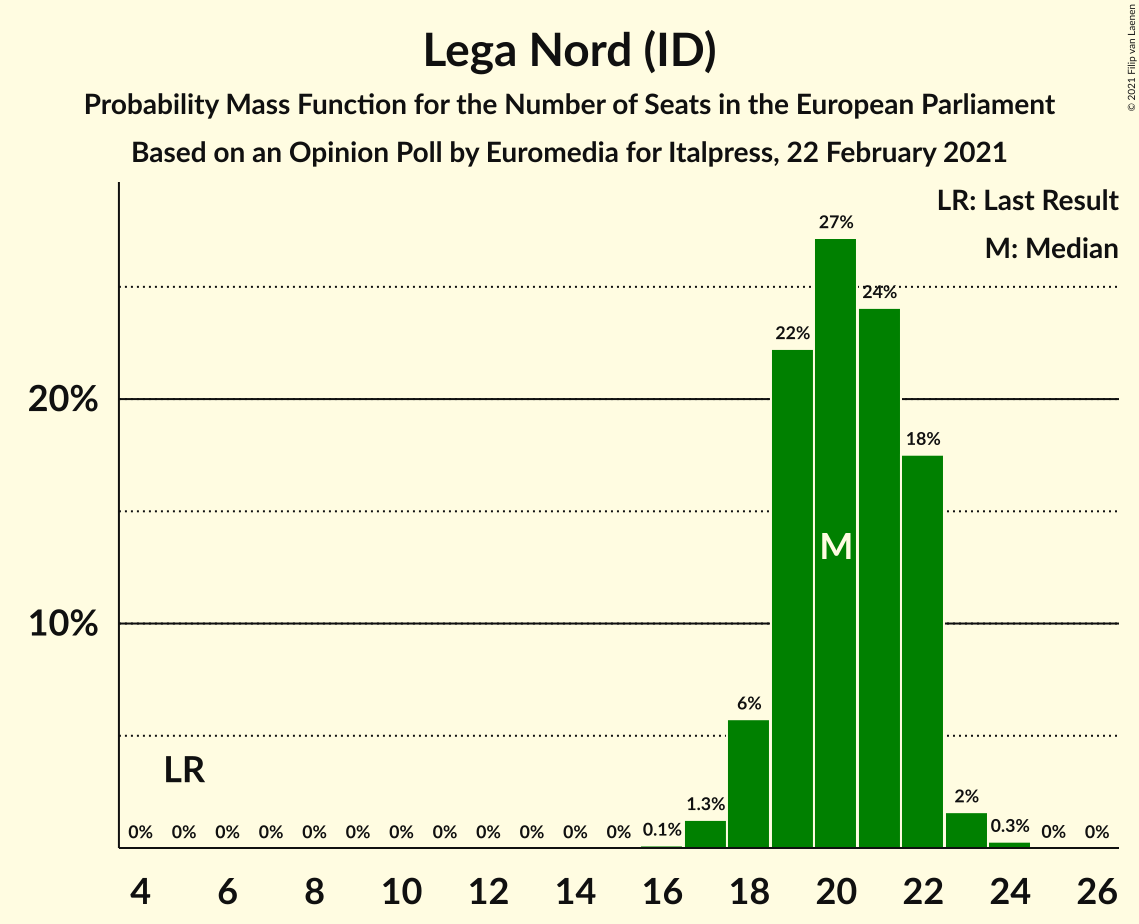 Lega Nord (ID)
Probability Mass Function for the Number of Seats in the European Parliament
Based on an Opinion Poll by Euromedia for Italpress, 22 February 2021
© 2021 Filip van Laenen
LR: Last Result
M: Median
27%
24%
22%
20%
18%
M
10%
6%
LR
1.3%
2%
0% 0% 0% 0% 0% 0% 0% 0% 0% 0% 0% 0% 0.1% 0.3% 0% 0%
4 6 8 10 12 14 16 18 20 22 24 26